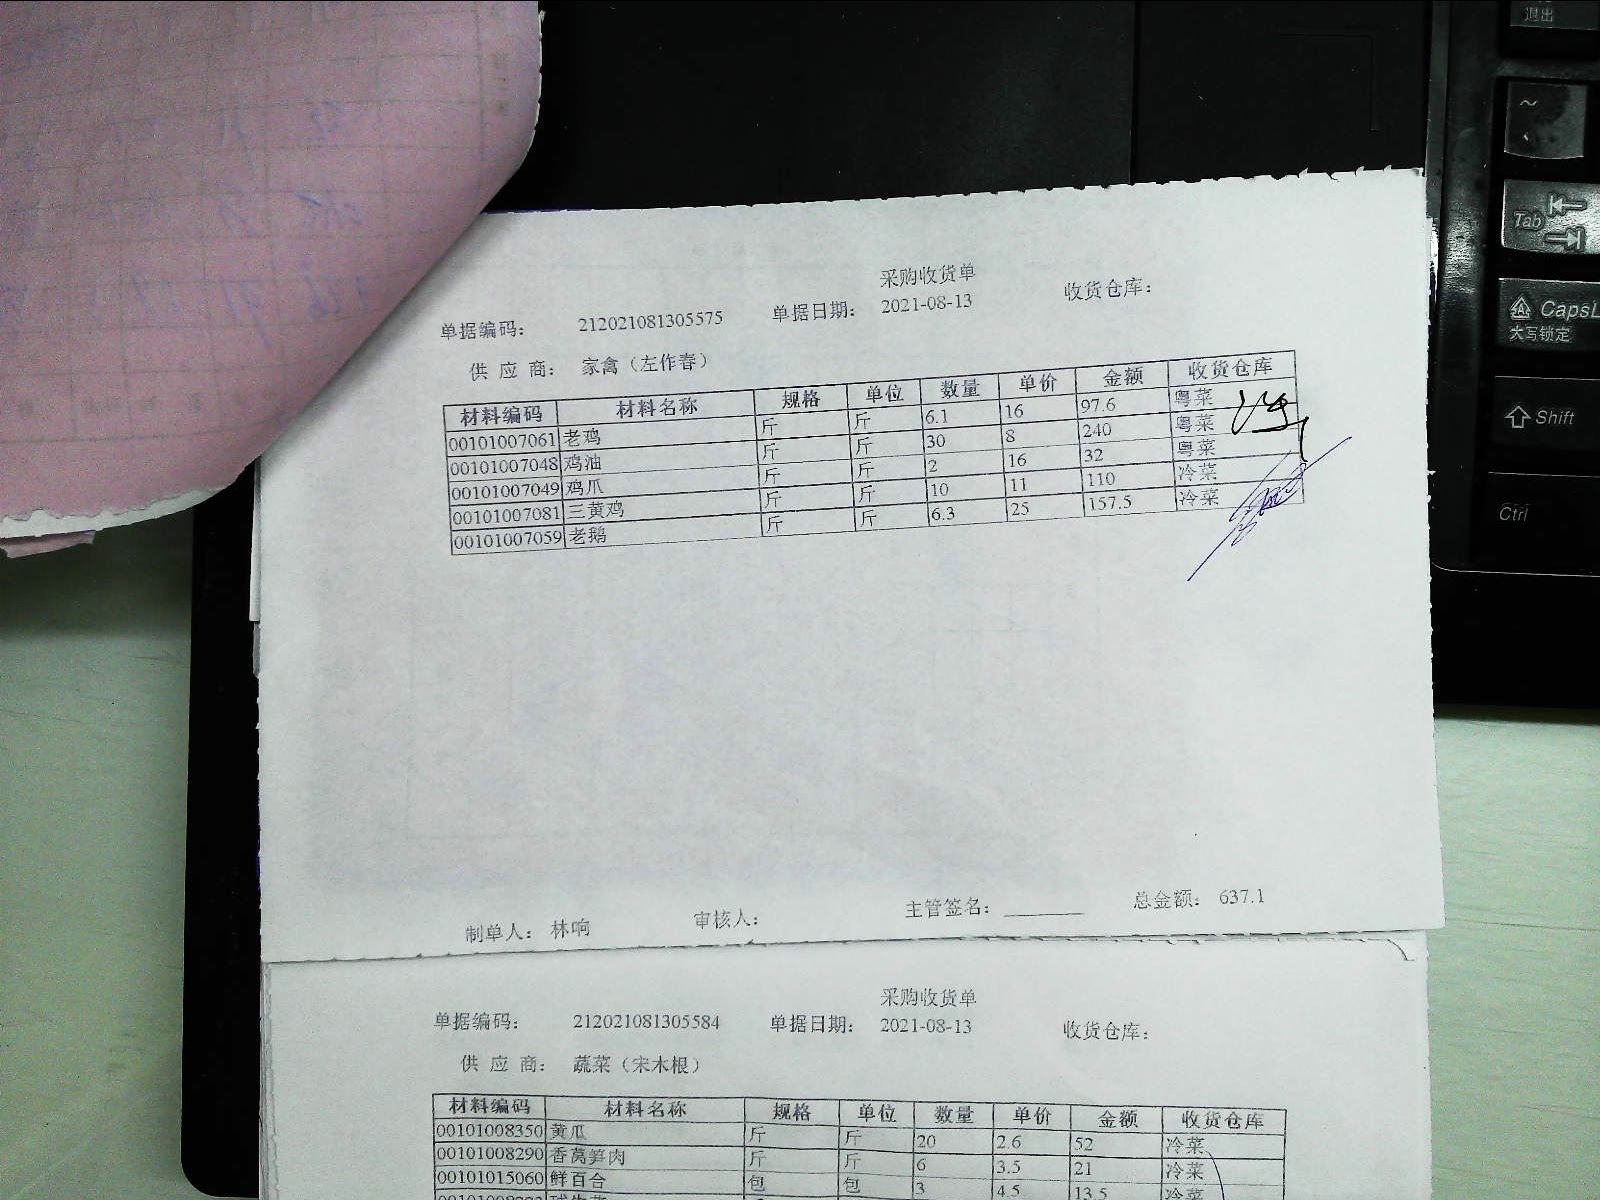 采购收货单
单据编码： 212021081305575 单据日期： 2021-08-13 收货仓库：
供 应 商： 家禽（左作春）
材料编码 材料名称 规格 单位 数量 单价 金额 收货仓库
00101007061 老鸡 斤 斤 6.1 16 97.6 粤菜
00101007048 鸡油 斤 斤 30 8 240 粤菜
00101007049 鸡爪 斤 斤 2 16 32 粤菜
00101007081 三黄鸡 斤 斤 10 11 110 冷菜
00101007059 老鹅 斤 斤 6.3 25 157.5 冷菜
制单人： 林响 审核人： 主管签名： 总金额： 637.1
采购收货单
单据编码： 212021081305584 单据日期： 2021-08-13 收货仓库：
供 应 商： 蔬菜（宋木根）
材料编码 材料名称 规格 单位 数量 单价 金额 收货仓库
00101008350 黄瓜 斤 斤 20 2.6 52 冷菜
00101008290 香莴笋肉 斤 斤 6 3.5 21 冷菜
00101015060 鲜百合 包 包 3 4.5 13.5 冷菜
退出
~
Tab
CapsL
大写锁定
Shift
Ctrl